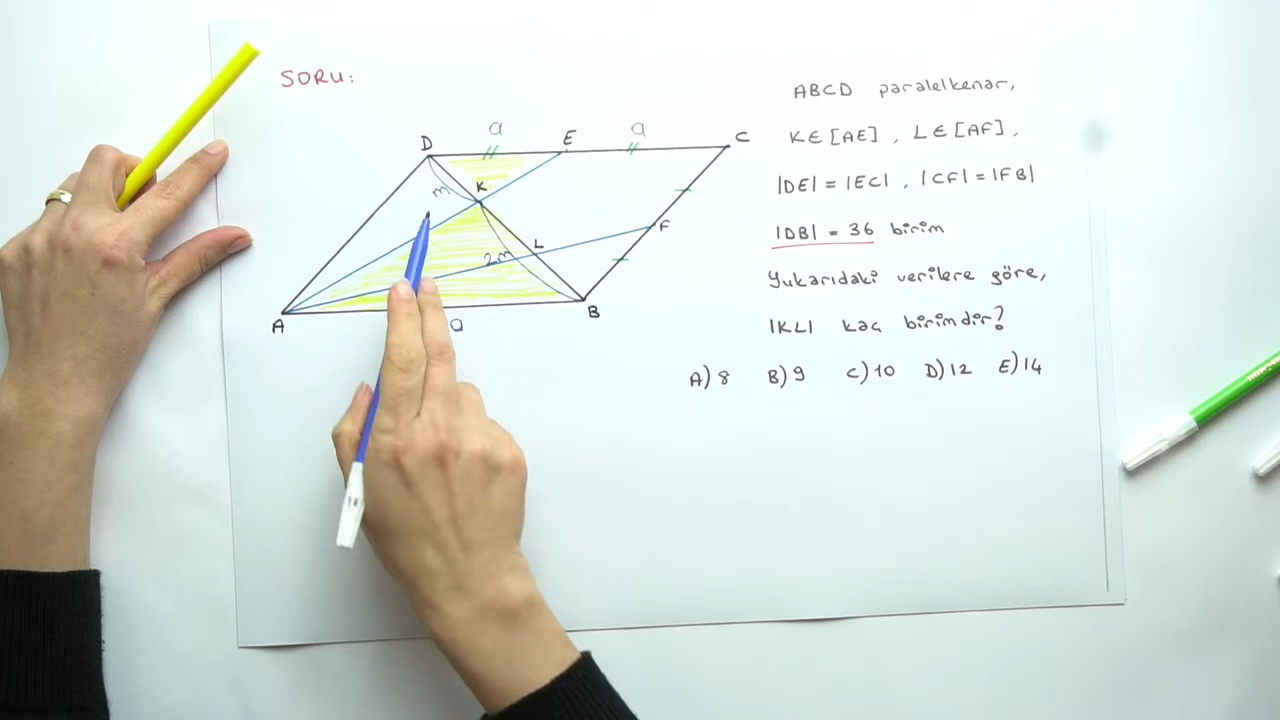 SORU:
ABCD paralelkenar,
K∈[AE] , L∈[AF] ,
|DE| = |EC| , |CF| = |FB|
|DB| = 36 birim
Yukarıdaki verilere göre,
|KL| kaç birimdir?
A) 8 B) 9 C) 10 D) 12 E) 14
a a
D E C
m K
F
2m L
A B
a